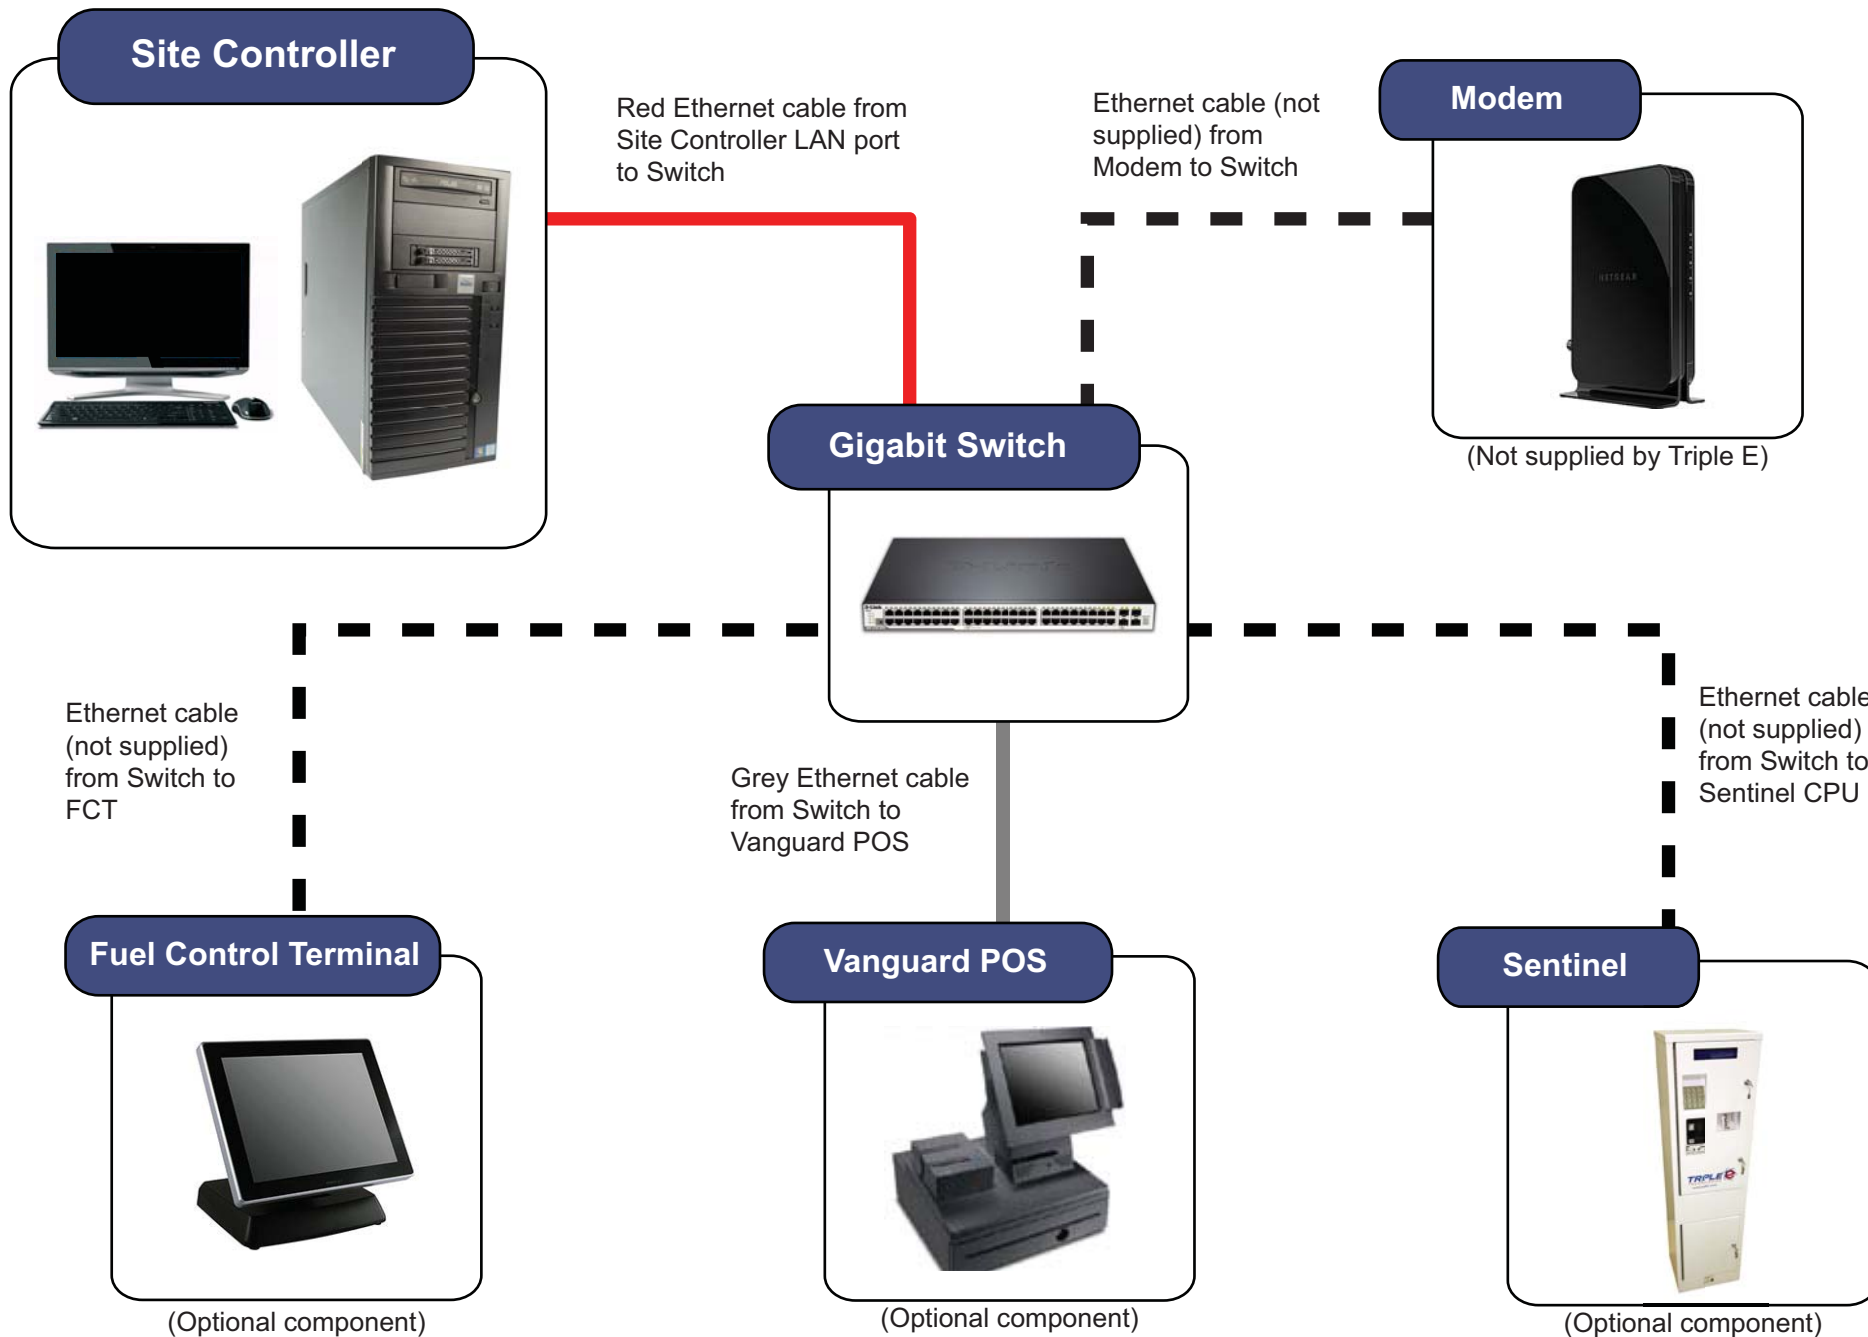 Site Controller
Red Ethernet cable from
Site Controller LAN port
to Switch
Ethernet cable (not
supplied) from
Modem to Switch
Modem
NETGEAR
(Not supplied by Triple E)
Gigabit Switch
D-Link
Ethernet cable
(not supplied)
from Switch to
FCT
Grey Ethernet cable
from Switch to
Vanguard POS
Ethernet cable
(not supplied)
from Switch to
Sentinel CPU
Fuel Control Terminal
(Optional component)
Vanguard POS
(Optional component)
Sentinel
TRIPLE E
(Optional component)